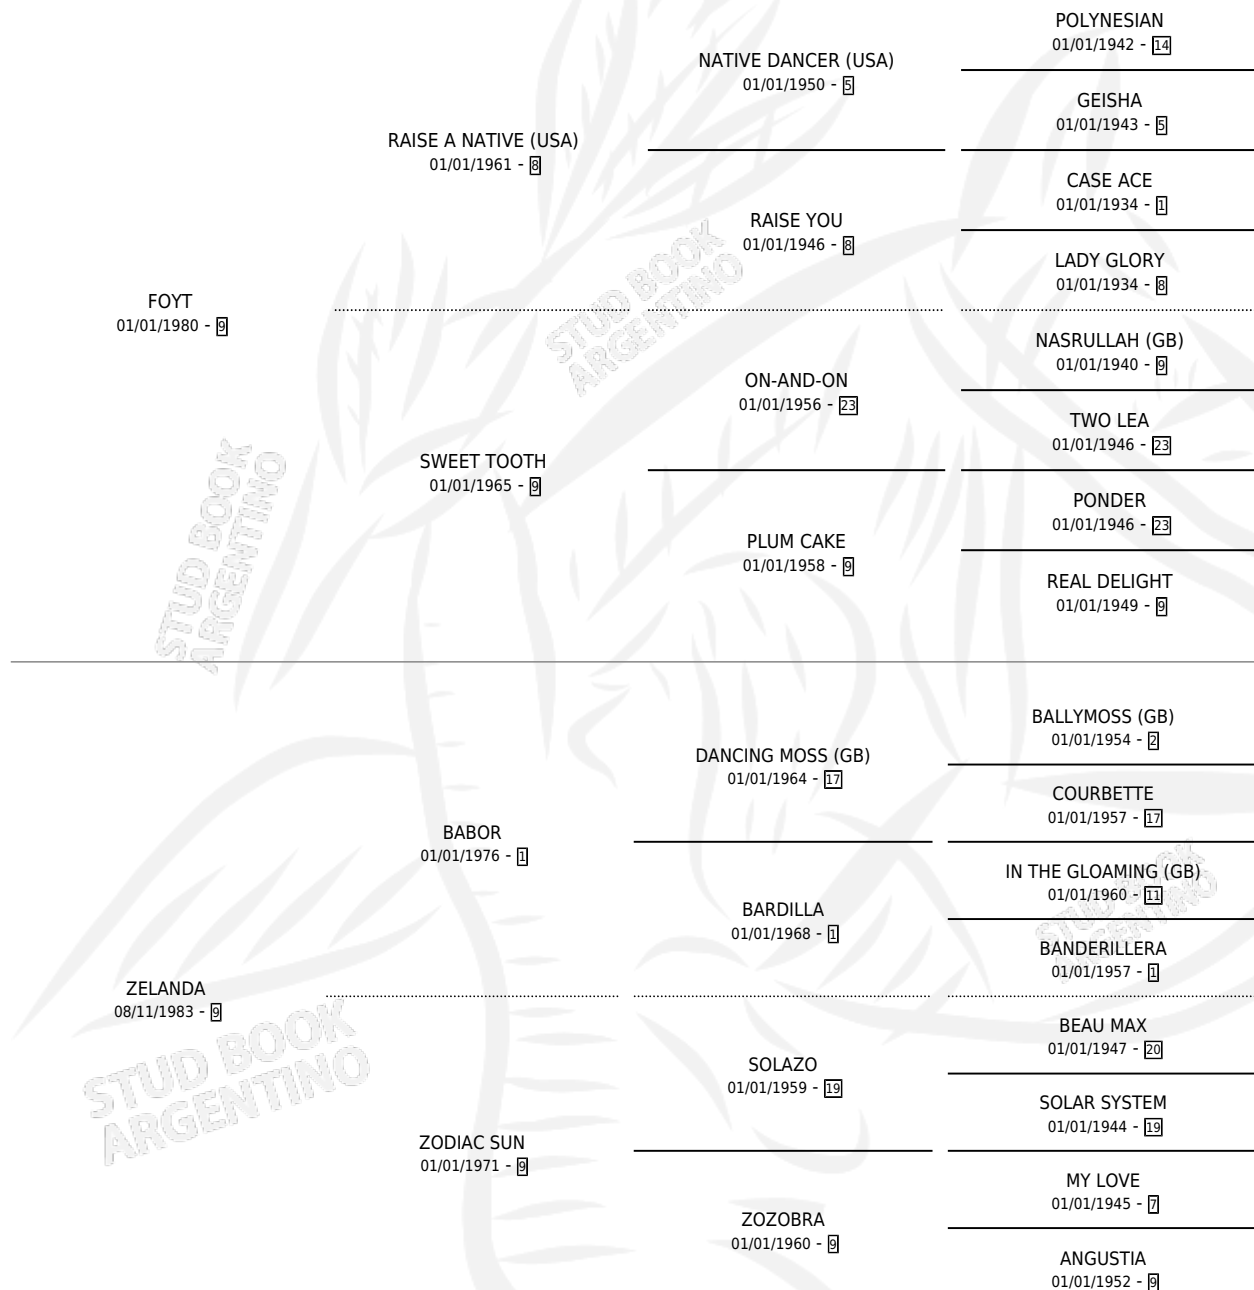 POLYNESIAN
01/01/1942 - 14
NATIVE DANCER (USA)
01/01/1950 - 5
GEISHA
01/01/1943 - 5
RAISE A NATIVE (USA)
01/01/1961 - 8
CASE ACE
01/01/1934 - 1
RAISE YOU
01/01/1946 - 8
LADY GLORY
01/01/1934 - 8
FOYT
01/01/1980 - 9
STUD BOOK
ARGENTINO
NASRULLAH (GB)
01/01/1940 - 9
ON-AND-ON
01/01/1956 - 23
TWO LEA
01/01/1946 - 23
SWEET TOOTH
01/01/1965 - 9
PONDER
01/01/1946 - 23
PLUM CAKE
01/01/1958 - 9
REAL DELIGHT
01/01/1949 - 9
STUD BOOK
ARGENTINO
BALLYMOSS (GB)
01/01/1954 - 2
DANCING MOSS (GB)
01/01/1964 - 17
COURBETTE
01/01/1957 - 17
BABOR
01/01/1976 - 1
IN THE GLOAMING (GB)
01/01/1960 - 11
BARDILLA
01/01/1968 - 1
BANDERILLERA
01/01/1957 - 1
STUD BOOK
ARGENTINO
ZELANDA
08/11/1983 - 9
BEAU MAX
01/01/1947 - 20
SOLAZO
01/01/1959 - 19
SOLAR SYSTEM
01/01/1944 - 19
STUD BOOK
ARGENTINO
ZODIAC SUN
01/01/1971 - 9
MY LOVE
01/01/1945 - 7
ZOZOBRA
01/01/1960 - 9
ANGUSTIA
01/01/1952 - 9